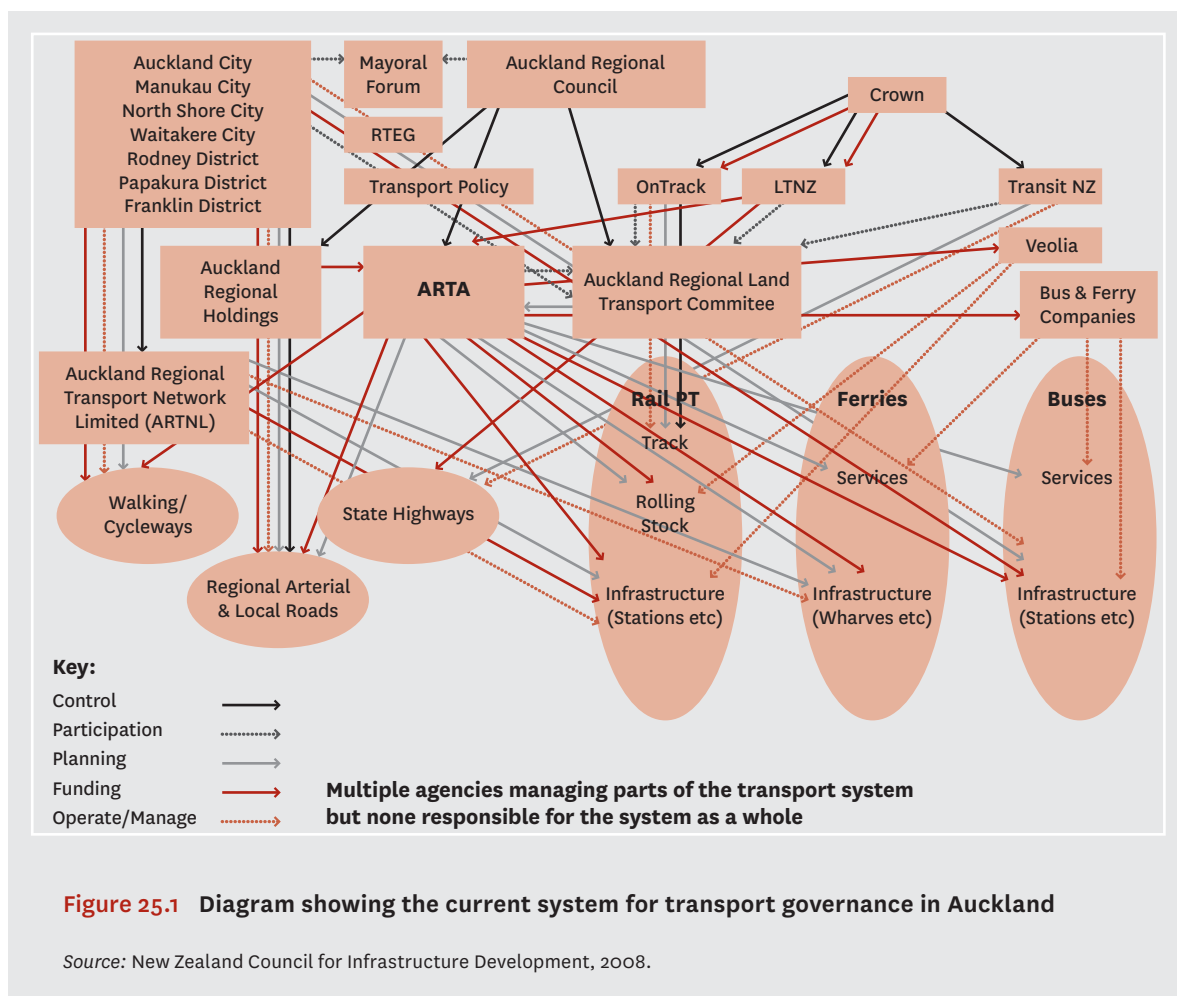 Auckland City
Manukau City
North Shore City
Waitakere City
Rodney District
Papakura District
Franklin District
Mayoral
Forum
Auckland Regional
Council
RTEG
Transport Policy
Crown
OnTrack
LTNZ
Transit NZ
Veolia
Auckland
Regional
Holdings
ARTA
Auckland Regional Land
Transport Commitee
Bus & Ferry
Companies
Auckland Regional
Transport Network
Limited (ARTNL)
Walking/
Cycleways
State Highways
Regional Arterial
& Local Roads
Rail PT
Track
Rolling
Stock
Infrastructure
(Stations etc)
Ferries
Services
Infrastructure
(Wharves etc)
Buses
Services
Infrastructure
(Stations etc)
Key:
Control
Participation
Planning
Funding
Operate/Manage
Multiple agencies managing parts of the transport system
but none responsible for the system as a whole
Figure 25.1 Diagram showing the current system for transport governance in Auckland
Source: New Zealand Council for Infrastructure Development, 2008.